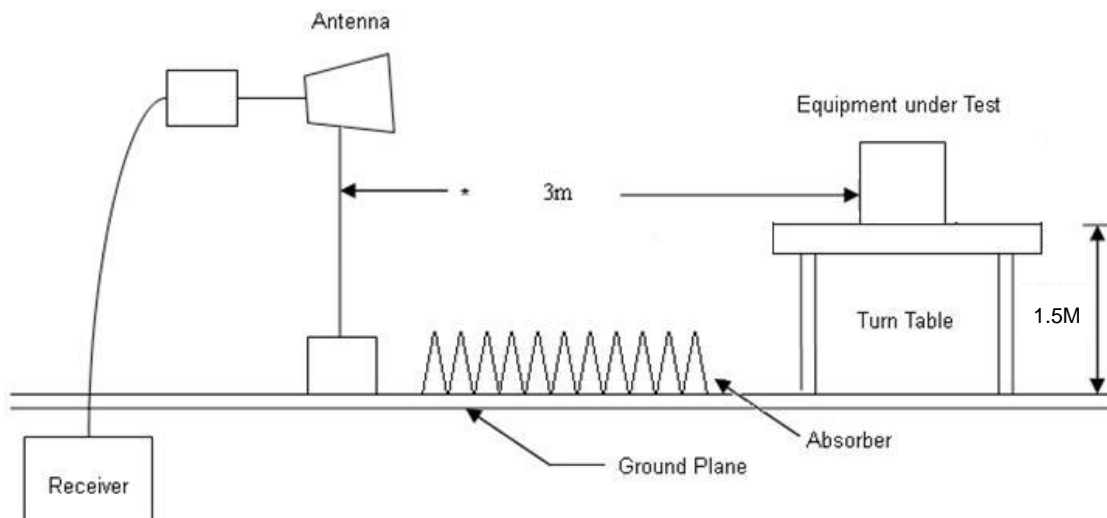 Antenna
Equipment under Test
* 3m
Turn Table
1.5M
Absorber
Ground Plane
Receiver